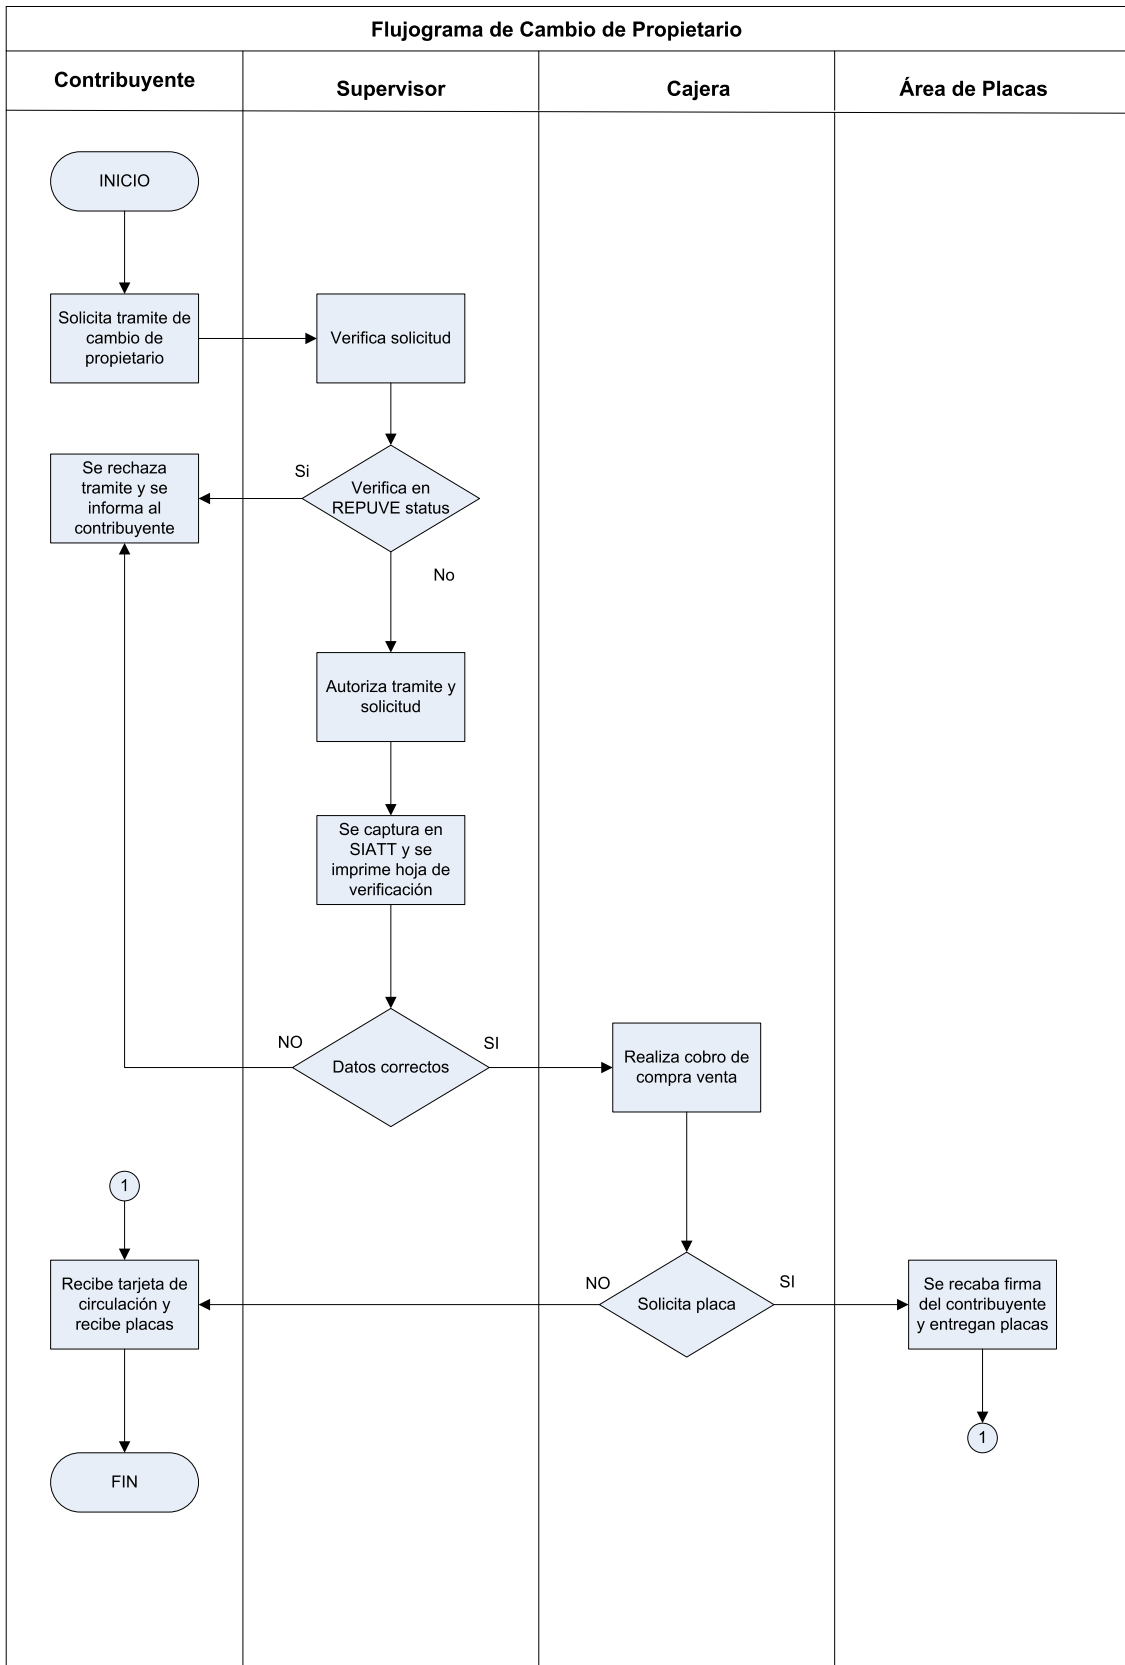 Flujograma de Cambio de Propietario
Contribuyente
Supervisor
Cajera
Área de Placas
INICIO
Solicita tramite de
cambio de
propietario
Verifica solicitud
Se rechaza
tramite y se
informa al
contribuyente
Si
Verifica en
REPUVE status
No
Autoriza tramite y
solicitud
Se captura en
SIATT y se
imprime hoja de
verificación
NO
Datos correctos
SI
Realiza cobro de
compra venta
1
Recibe tarjeta de
circulación y
recibe placas
NO
Solicita placa
SI
Se recaba firma
del contribuyente
y entregan placas
1
FIN